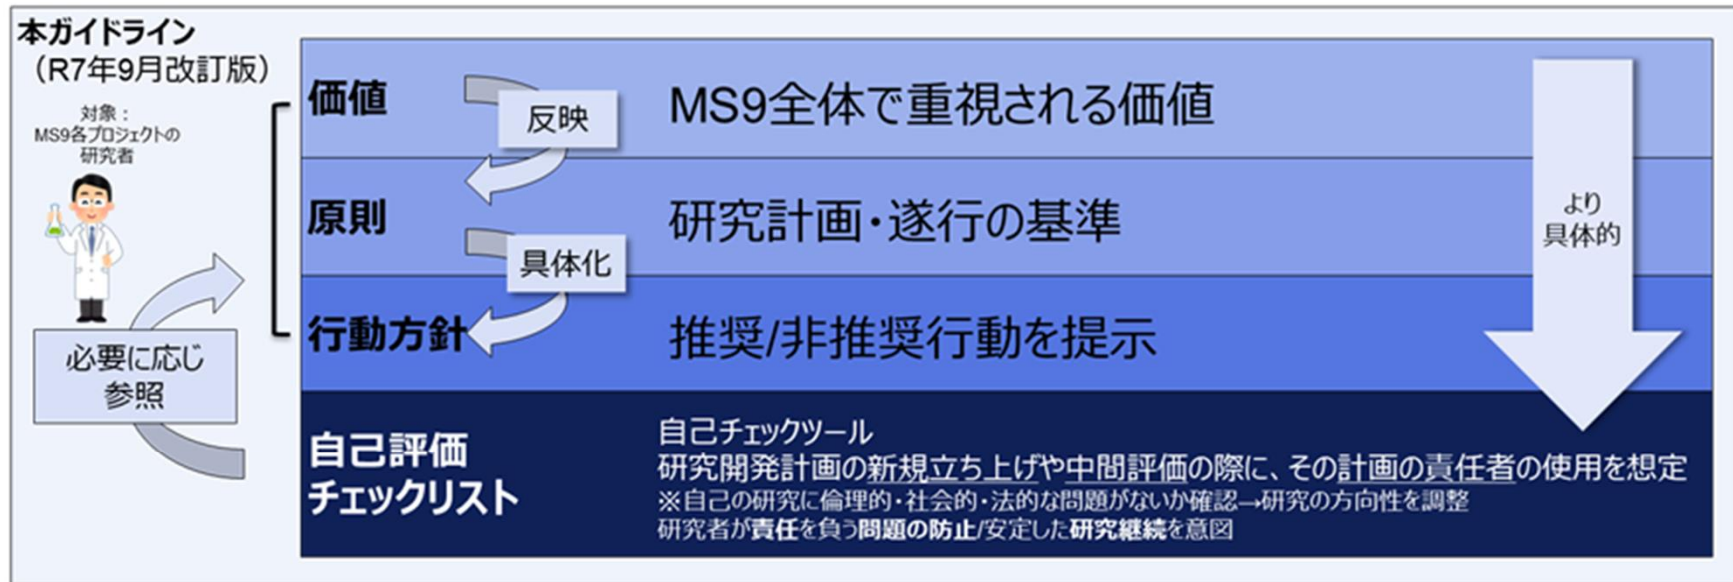 本ガイドライン
（R7年9月改訂版）
対象：
MS9各プロジェクトの
研究者
必要に応じ
参照
価値
反映
MS9全体で重視される価値
原則
具体化
研究計画・遂行の基準
行動方針
推奨/非推奨行動を提示
より
具体的
自己評価
チェックリスト
自己チェックツール
研究開発計画の新規立ち上げや中間評価の際に、その計画の責任者の使用を想定
※自己の研究に倫理的・社会的・法的な問題がないか確認→研究の方向性を調整
研究者が責任を負う問題の防止/安定した研究継続を意図